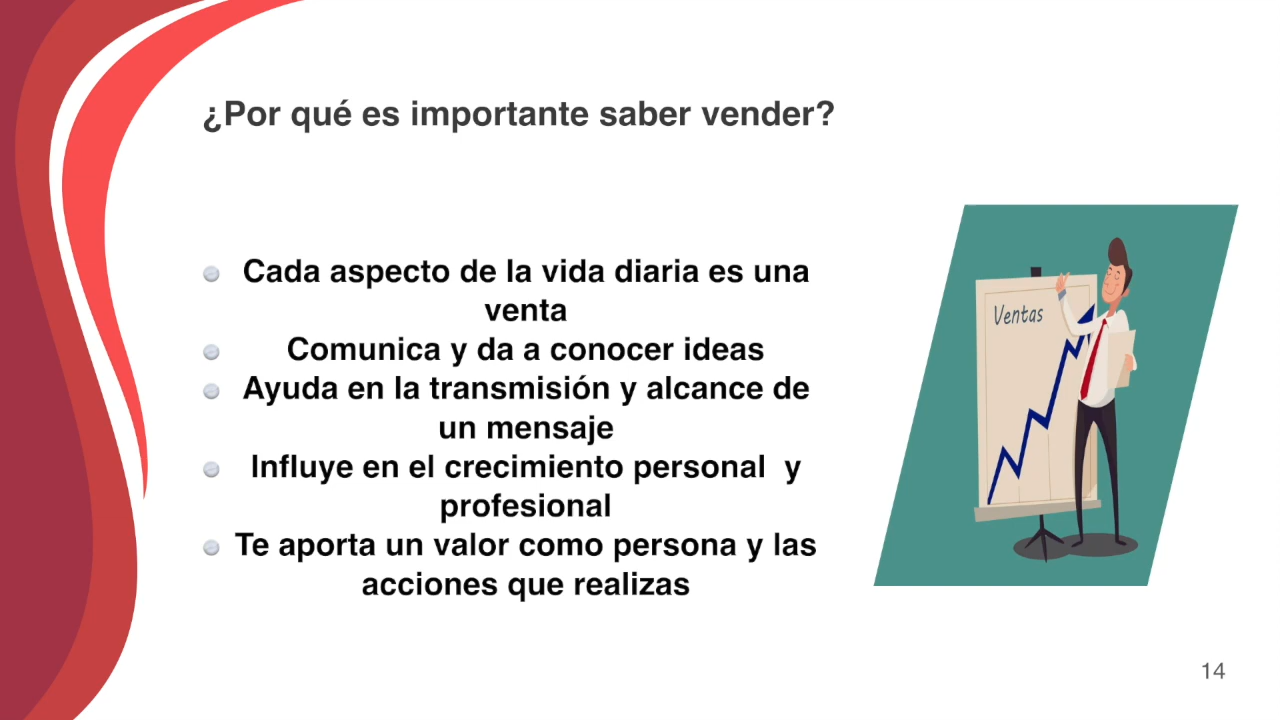 ¿Por qué es importante saber vender?
Cada aspecto de la vida diaria es una
venta
Comunica y da a conocer ideas
Ayuda en la transmisión y alcance de
un mensaje
Influye en el crecimiento personal  y
profesional
Te aporta un valor como persona y las
acciones que realizas
Ventas
14